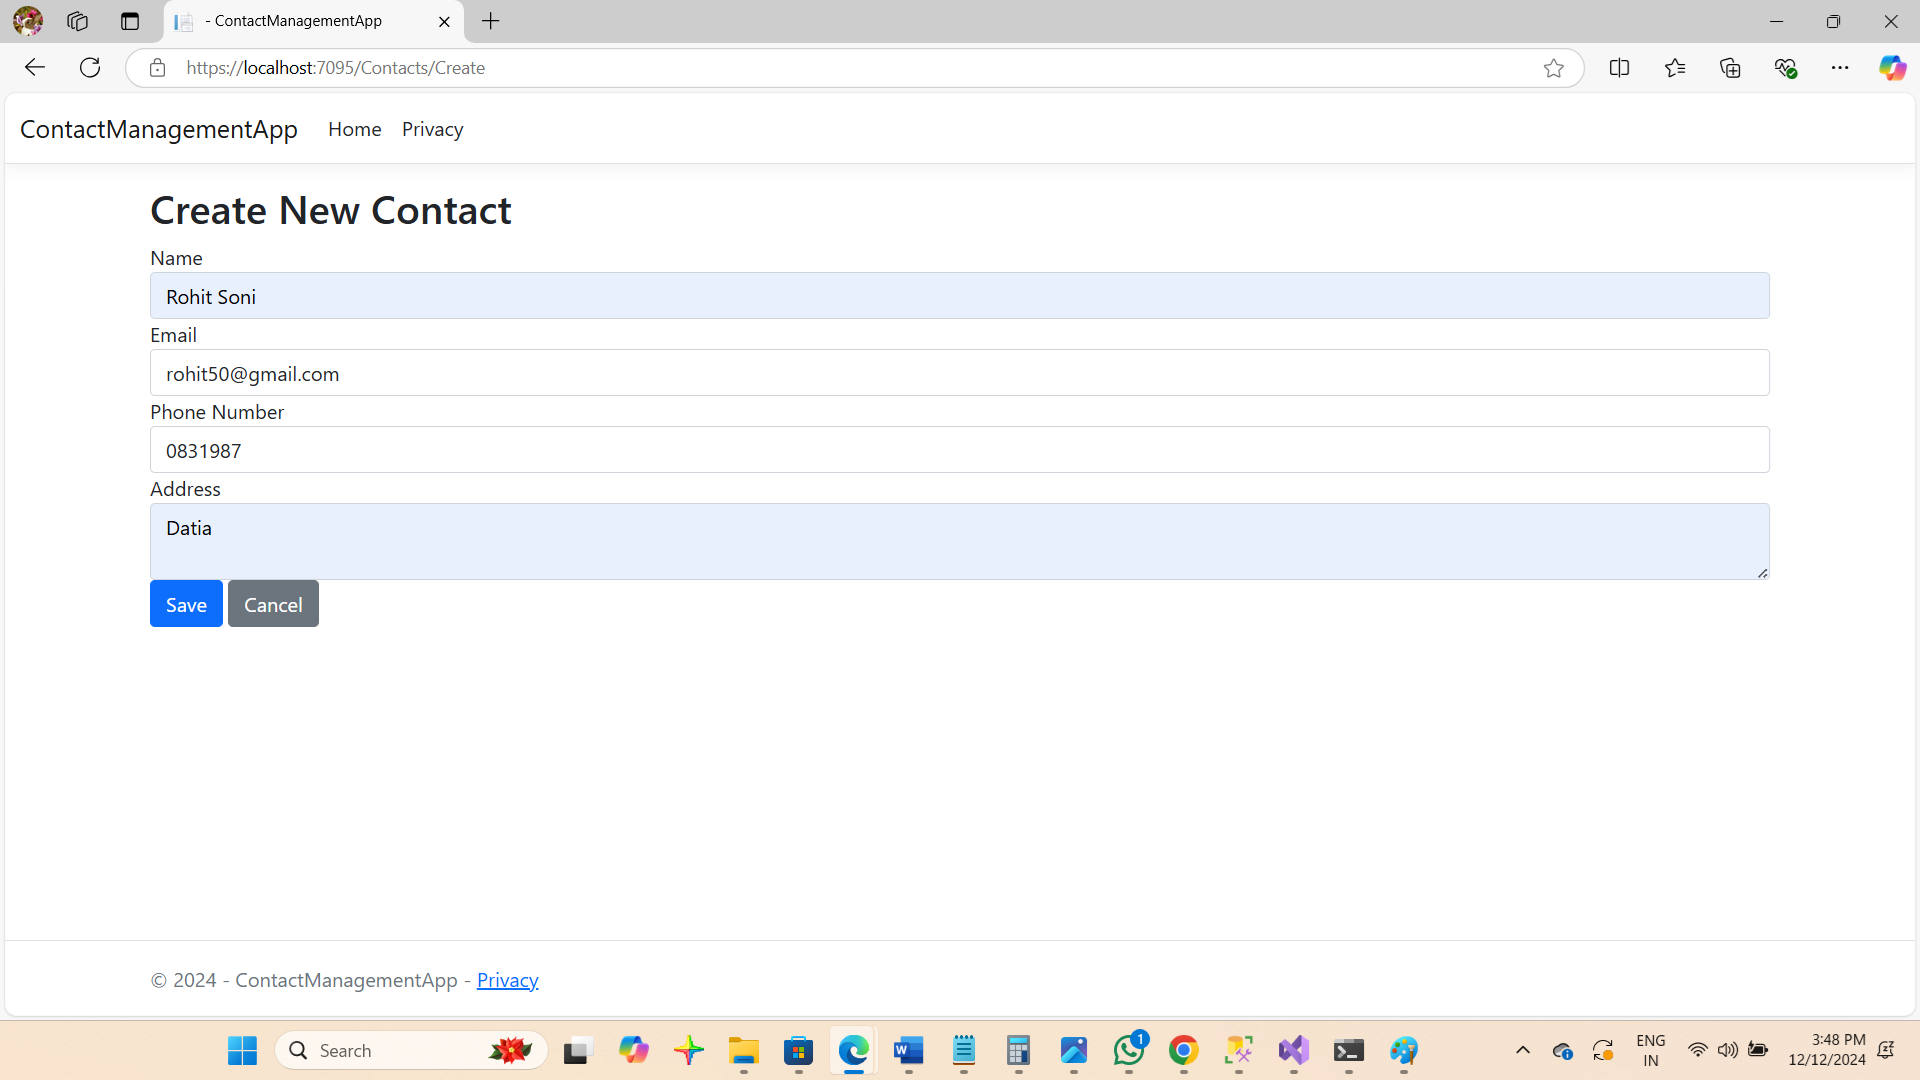 - ContactManagementApp
https://localhost:7095/Contacts/Create
ContactManagementApp Home Privacy
Create New Contact
Name
Rohit Soni
Email
rohit50@gmail.com
Phone Number
0831987
Address
Datia
Save Cancel
© 2024 - ContactManagementApp - Privacy
Search
1
ENG
IN
3:48 PM
12/12/2024